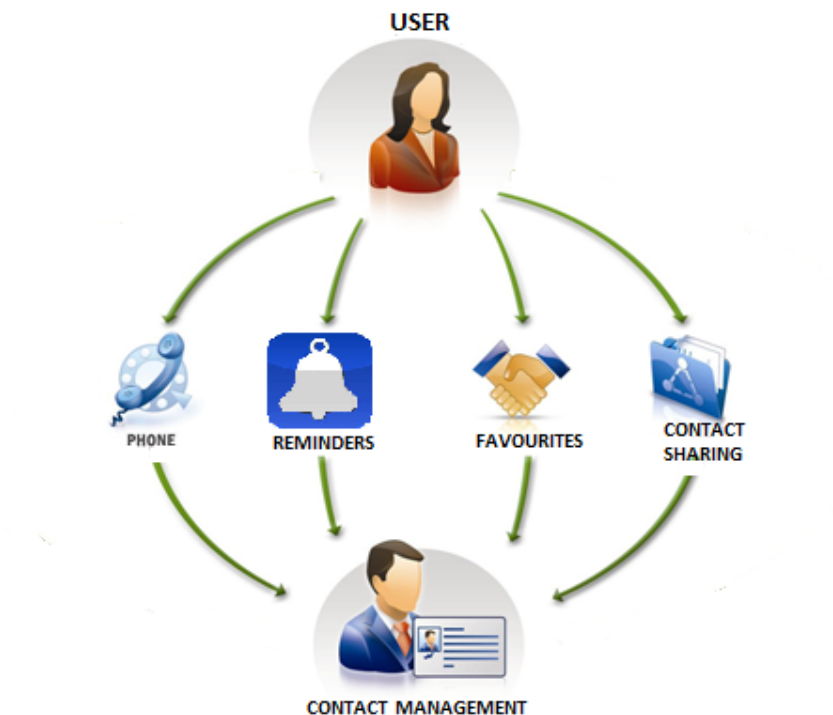 USER
PHONE
REMINDERS
FAVOURITES
CONTACT
SHARING
CONTACT MANAGEMENT